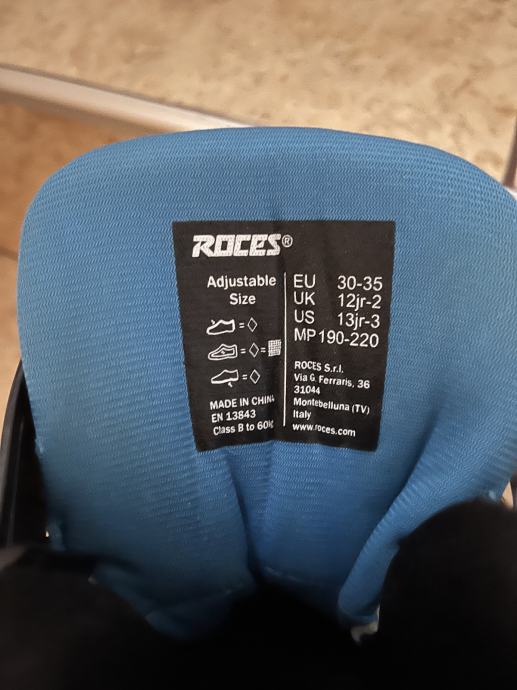 ROCES®
Adjustable
Size
= ◇
= ◇ =
= ◇
MADE IN CHINA
EN 13843
Class B to 60K
EU 30-35
UK 12jr-2
US 13jr-3
MP 190-220
ROCES S.r.l.
Via G. Ferraris, 36
31044
Montebelluna (TV)
Italy
www.roces.com